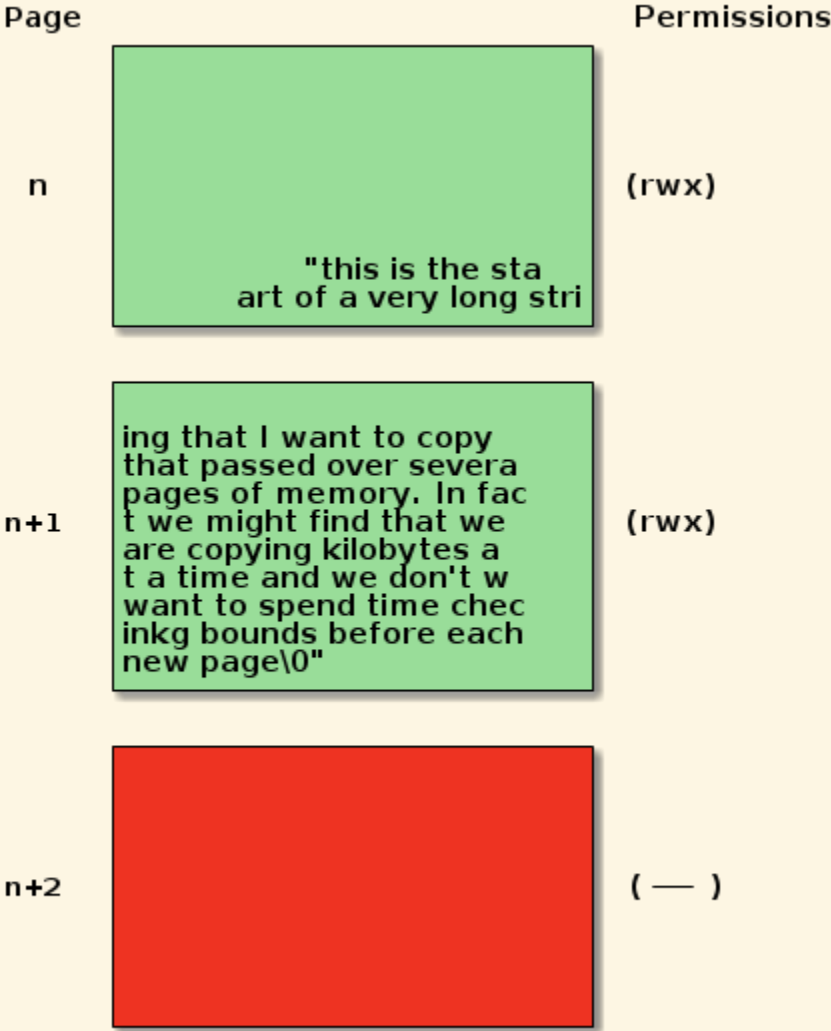 Page Permissions
n (rwx)
"this is the sta
art of a very long stri
ing that I want to copy
that passed over severa
pages of memory. In fac
t we might find that we
n+1 (rwx)
are copying kilobytes a
t a time and we don't w
want to spend time chec
inkg bounds before each
new page\0"
n+2 ( — )